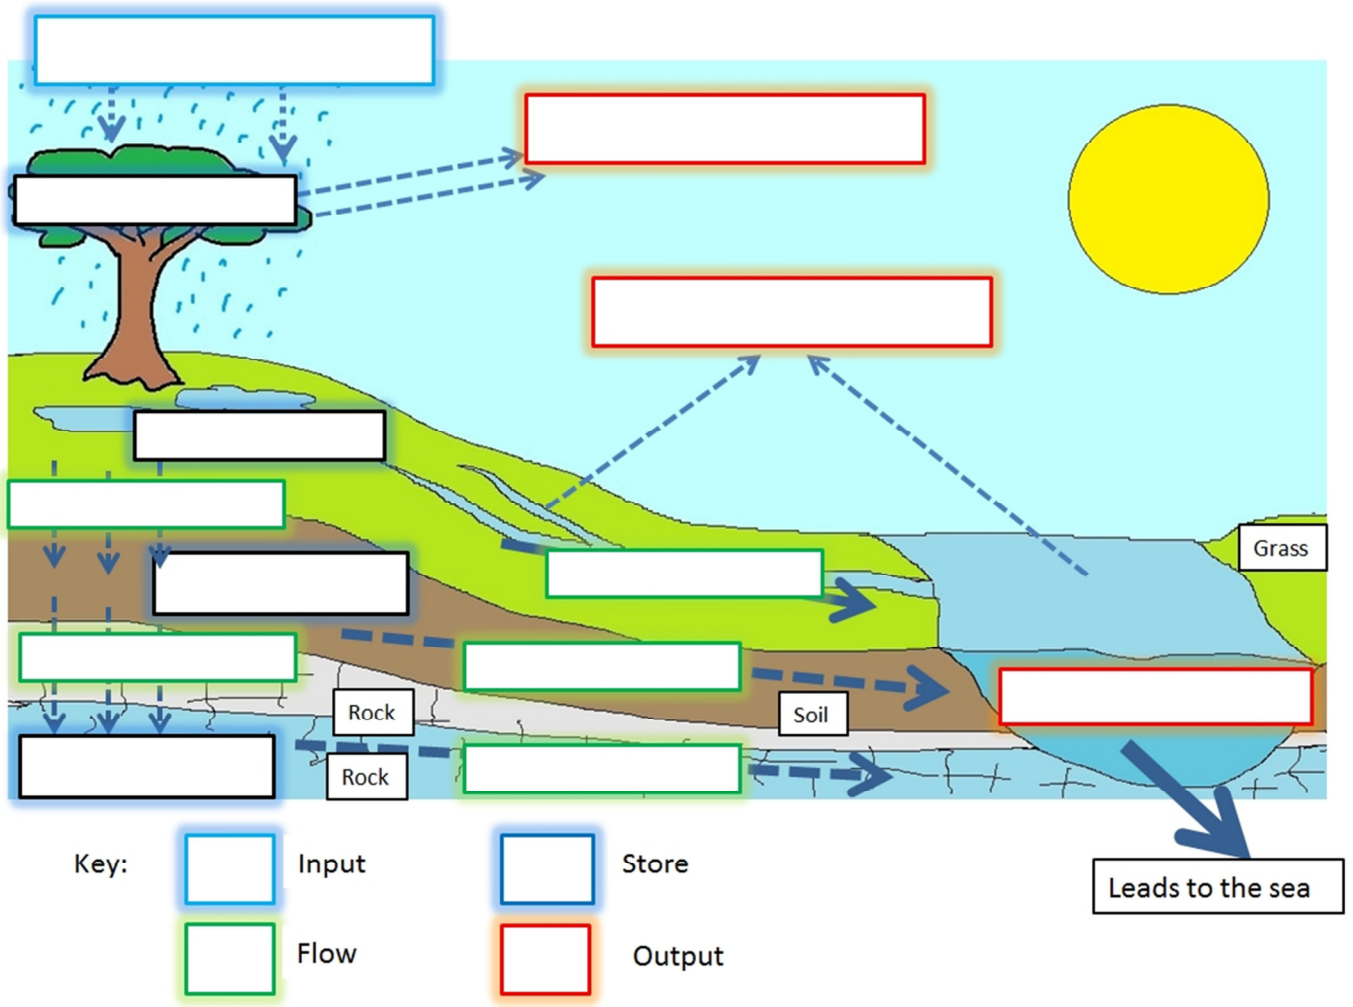 Grass
Rock
Soil
Rock
Key:
Input
Store
Leads to the sea
Flow
Output